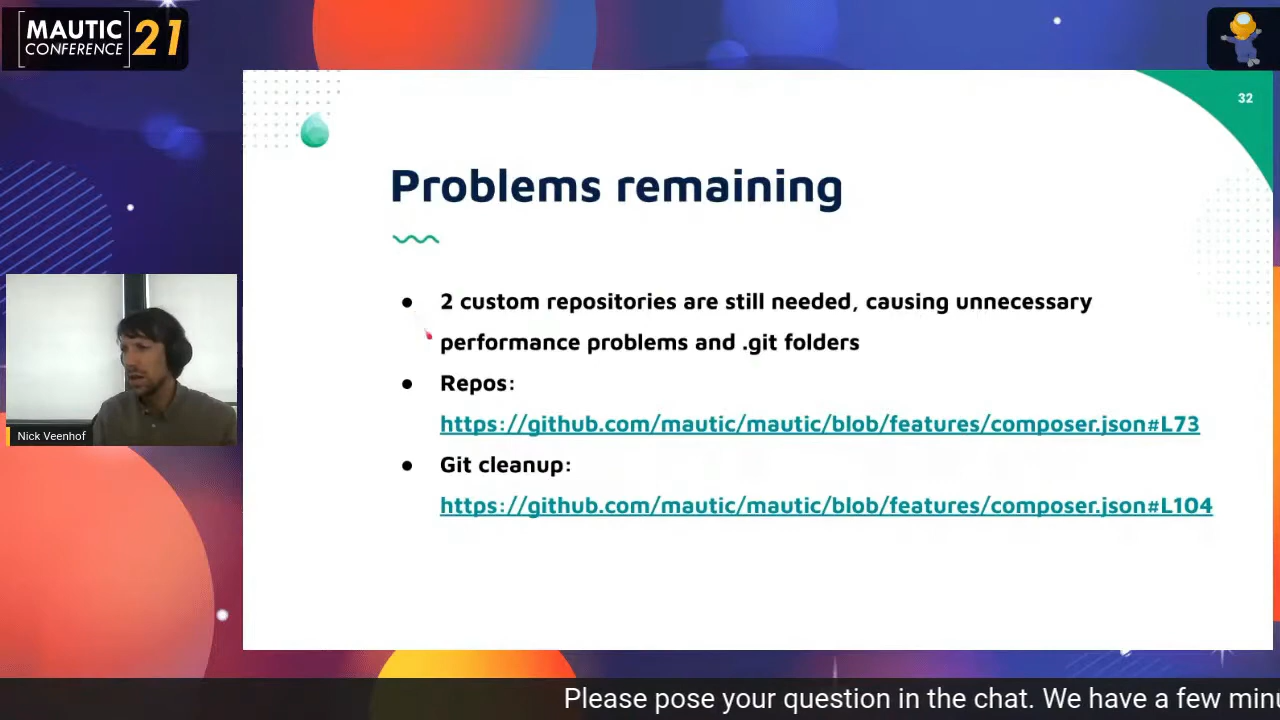 MAUTIC
CONFERENCE 21
32
Problems remaining
● 2 custom repositories are still needed, causing unnecessary
performance problems and .git folders
● Repos:
https://github.com/mautic/mautic/blob/features/composer.json#L73
● Git cleanup:
https://github.com/mautic/mautic/blob/features/composer.json#L104
Nick Veenhof
Please pose your question in the chat. We have a few minu